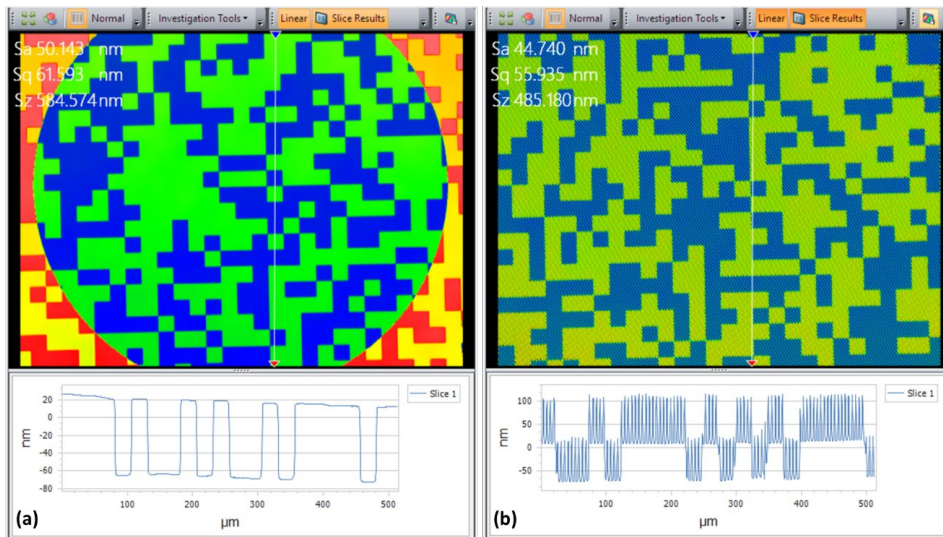 Normal Investigation Tools Linear Slice Results
Sa 50.143 nm
Sq 61.593 nm
Sz 584.574 nm
20
0
-20
-40
-60
-80
nm
100 200 300 400 500
µm
Slice 1
(a)
Normal Investigation Tools Linear Slice Results
Sa 44.740 nm
Sq 55.935 nm
Sz 485.180 nm
100
50
0
-50
nm
100 200 300 400 500
µm
Slice 1
(b)